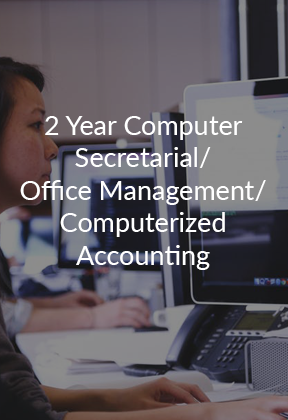 2 Year Computer
Secretarial/
Office Management/
Computerized
Accounting